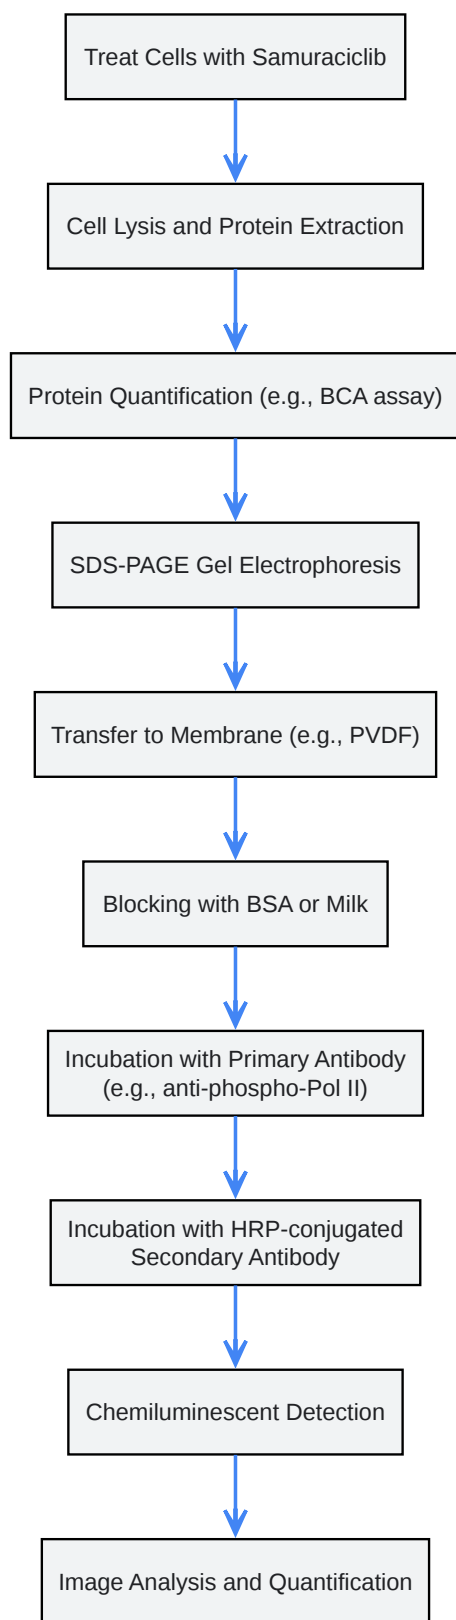 Treat Cells with Samuraciclib
Cell Lysis and Protein Extraction
Protein Quantification (e.g., BCA assay)
SDS-PAGE Gel Electrophoresis
Transfer to Membrane (e.g., PVDF)
Blocking with BSA or Milk
Incubation with Primary Antibody
(e.g., anti-phospho-Pol II)
Incubation with HRP-conjugated
Secondary Antibody
Chemiluminescent Detection
Image Analysis and Quantification